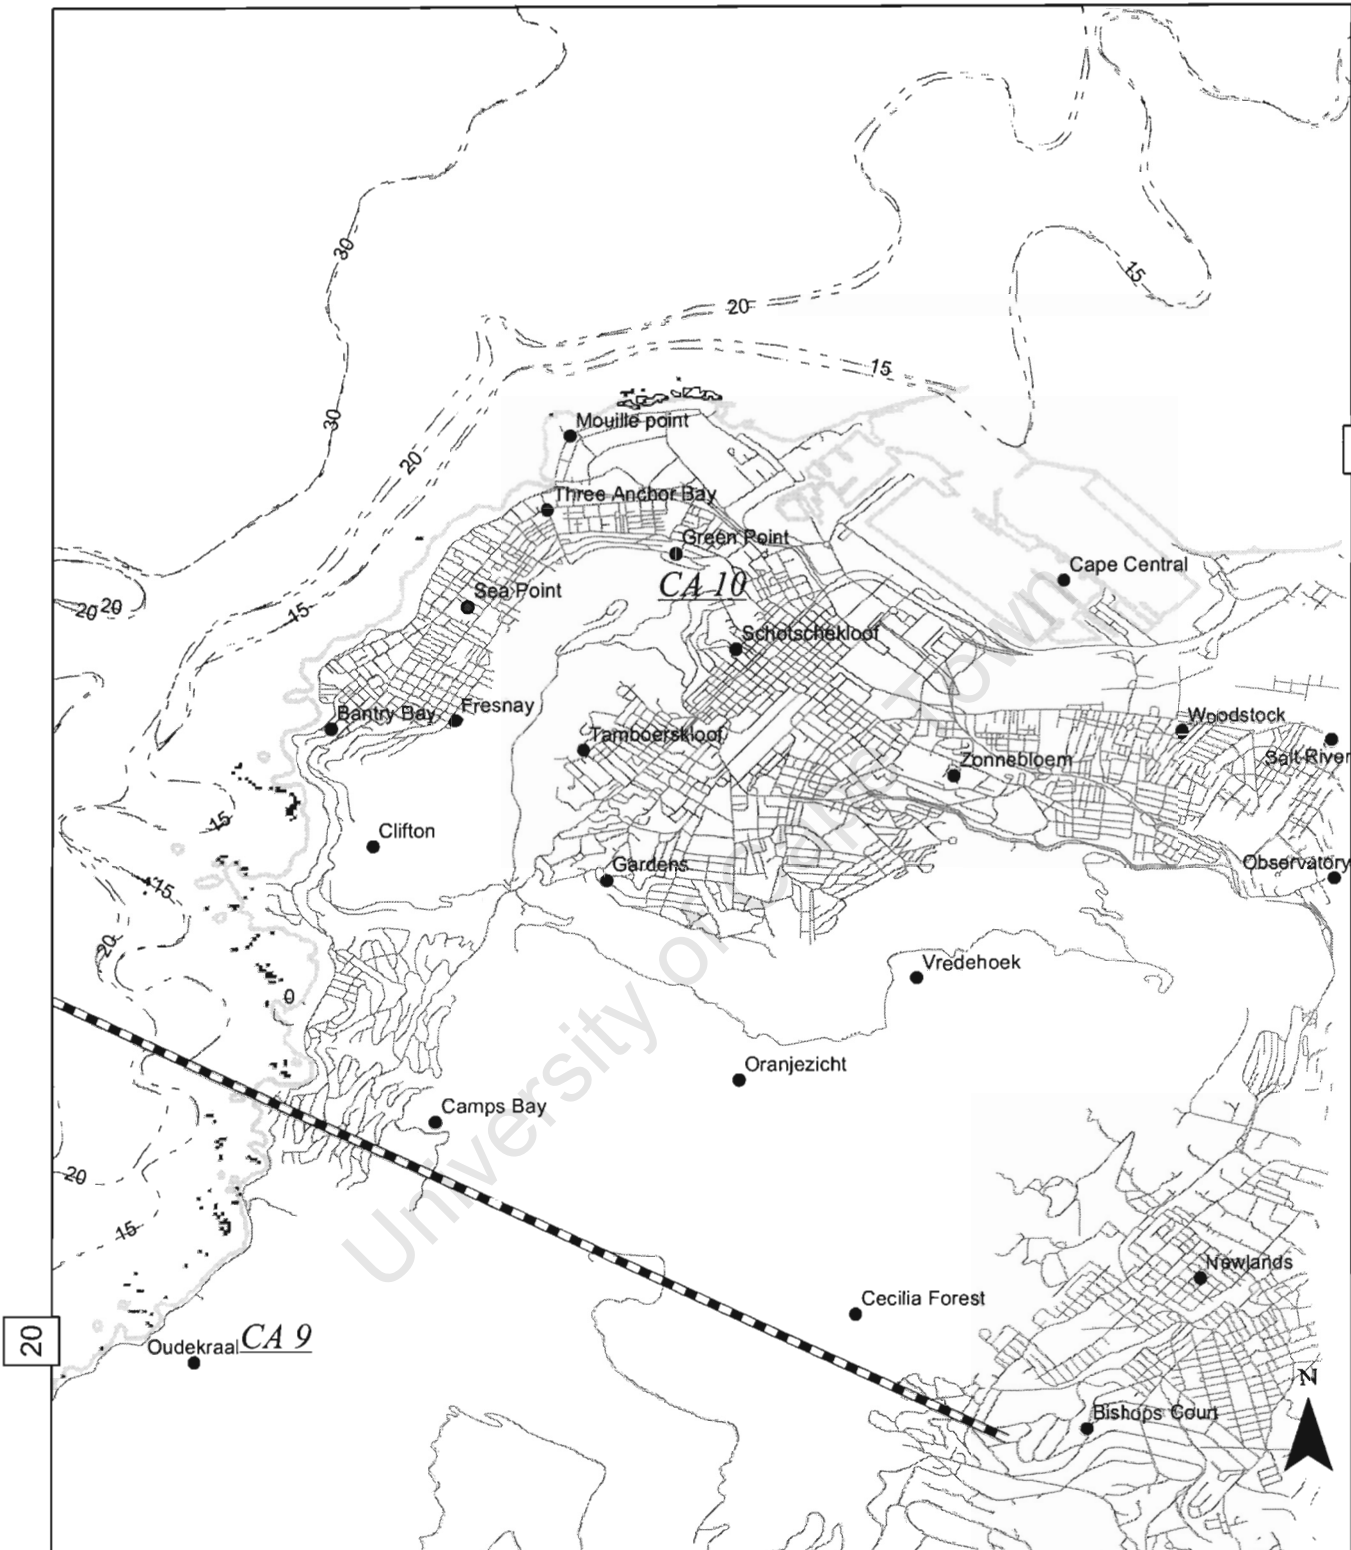 30
15
20
15
30
Mouille point
20
Three Anchor Bay
Green Point
Cape Central
CA 10
Sea Point
20 20
15
Schotschekloof
Bantry Bay
Fresnay
Woodstock
Tamboerskloof
Salt River
Zonnebloem
15
Clifton
Gardens
Observatory
15
20
Vredehoek
0
Oranjezicht
Camps Bay
20
15
Newlands
Cecilia Forest
20
Oudekraal CA 9
N
Bishops Court
University of Cape Town